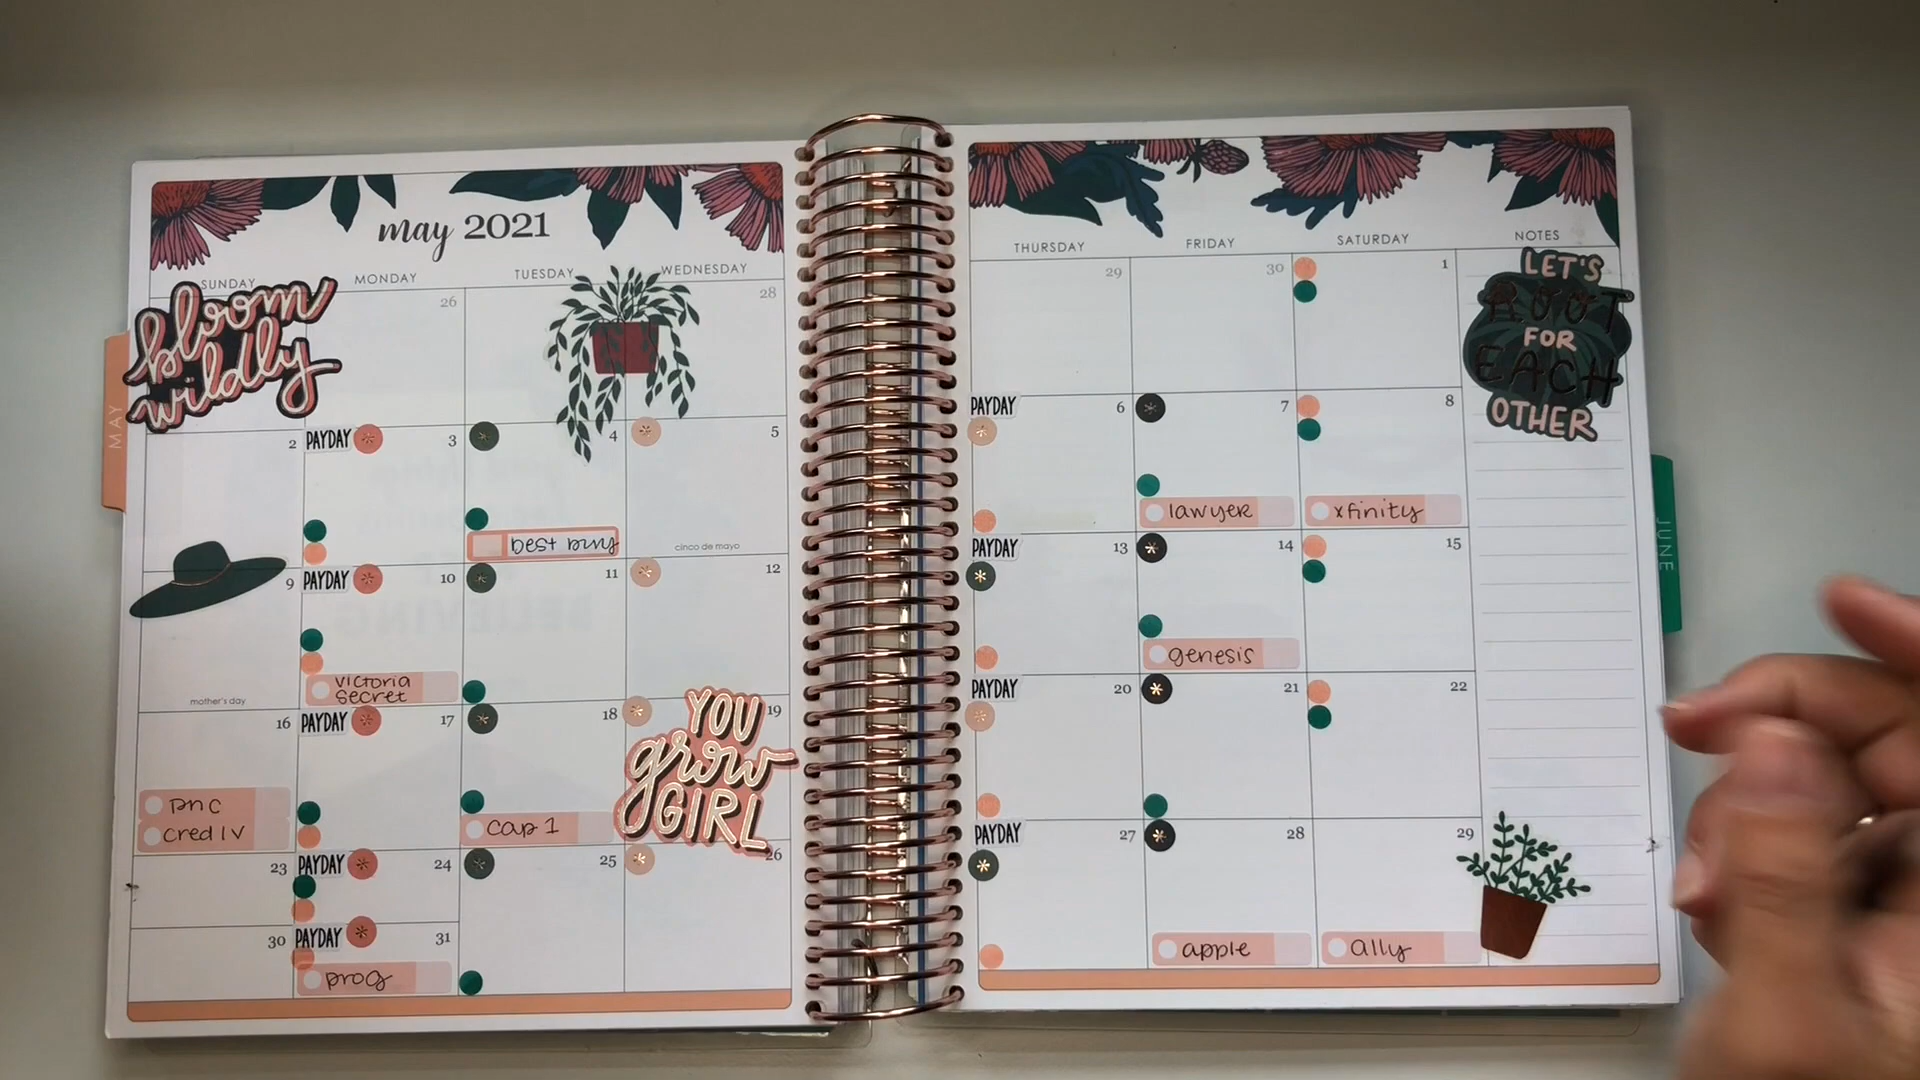 may 2021
SUNDAY MONDAY TUESDAY WEDNESDAY
THURSDAY FRIDAY SATURDAY NOTES
bloom
wildly
26 28
29 30 1
LET'S
ROOT
FOR
EACH
OTHER
MAY
2 PAYDAY 3 4 5
best buy
cinco de mayo
PAYDAY 6 7 8
lawyer xfinity
9 PAYDAY 10 11 12
mother's day
victoria
secret
PAYDAY 13 14 15
genesis
JUNE
16 PAYDAY 17 18 19
pnc
cred 1 v
cap 1
YOU
grow
GIRL
PAYDAY 20 21 22
23 PAYDAY 24 25 26
PAYDAY 27 28 29
apple ally
30 PAYDAY 31
prog